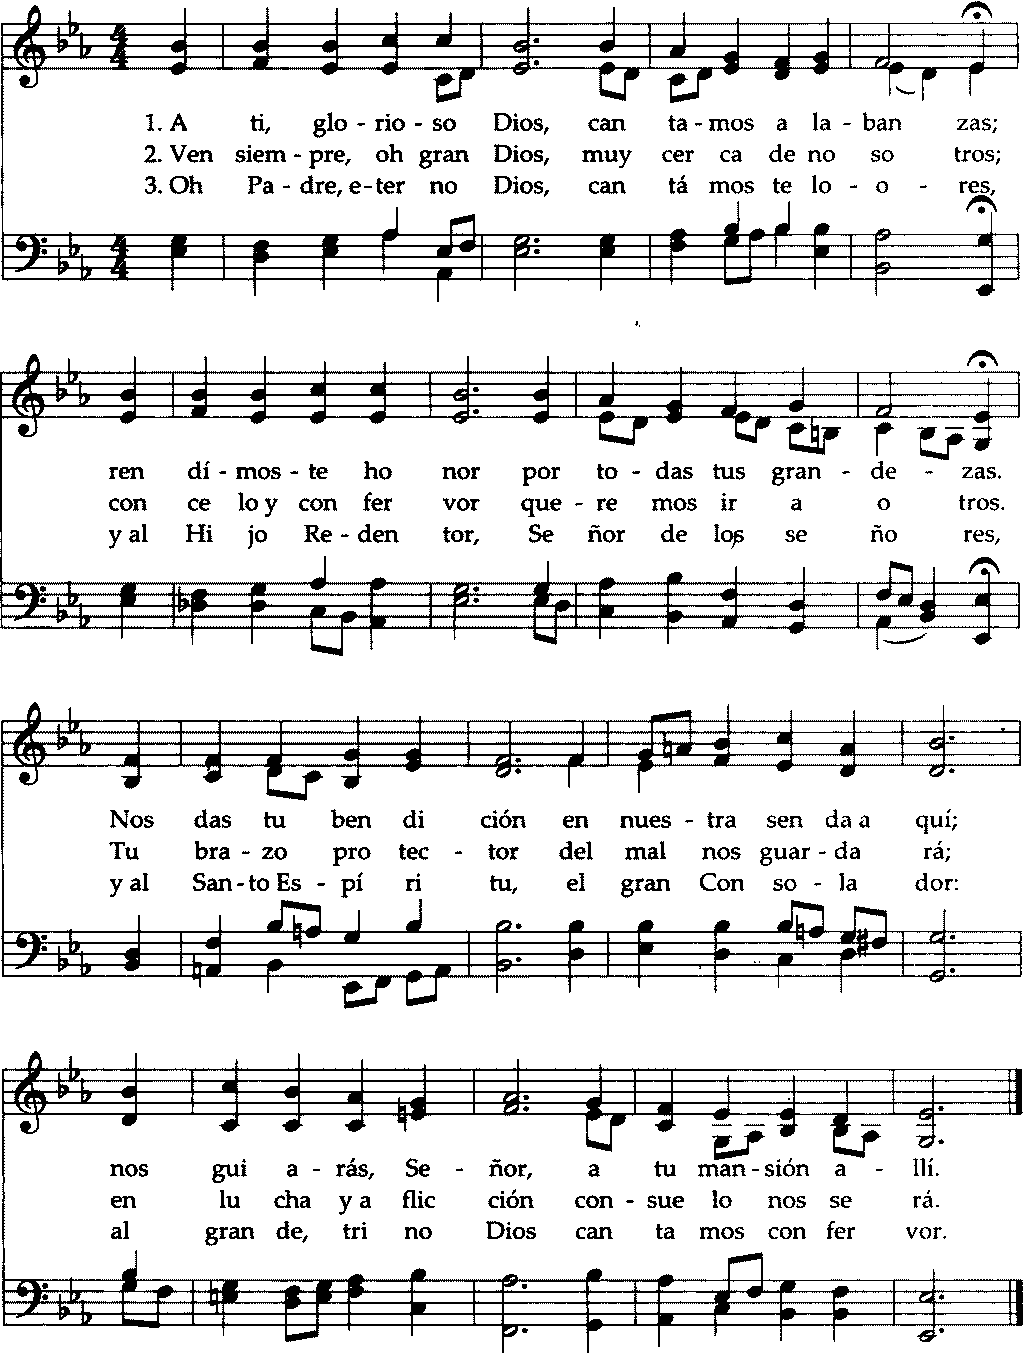 1. A ti, glo - rio - so Dios, can ta - mos a la - ban zas;
2. Ven siem - pre, oh gran Dios, muy cer ca de no so tros;
3. Oh Pa - dre, e - ter no Dios, can tá mos te lo - o - res,
ren dí - mos - te ho nor por to - das tus gran - de - zas.
con ce lo y con fer vor que - re mos ir a o tros.
y al Hi jo Re - den tor, Se ñor de los se ño res,
Nos das tu ben di ción en nues - tra sen da a quí;
Tu bra - zo pro tec - tor del mal nos guar - da rá;
y al San - to Es - pí ri tu, el gran Con so - la dor:
nos gui a - rás, Se - ñor, a tu man - sión a - llí.
en lu cha y a flic ción con - sue lo nos se rá.
al gran de, tri no Dios can ta mos con fer vor.